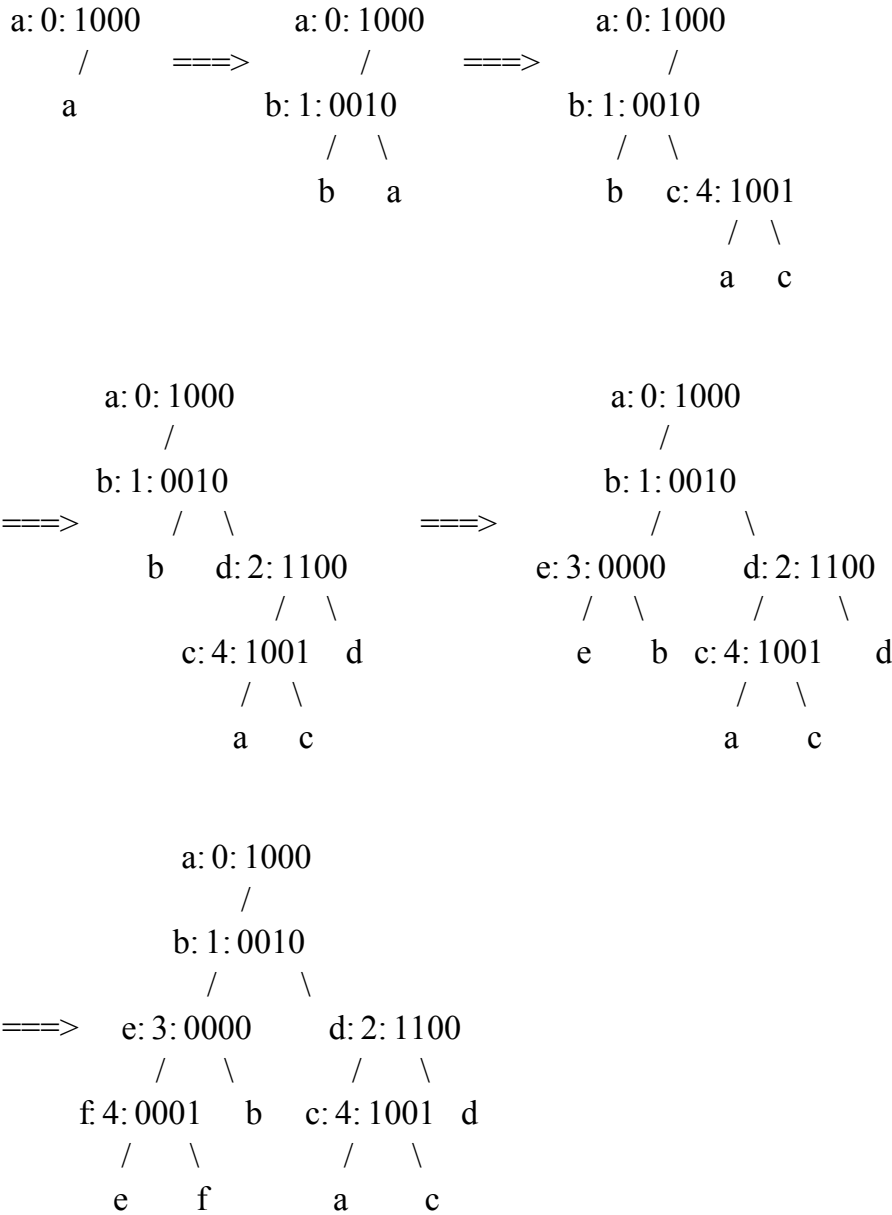 a: 0: 1000 a: 0: 1000 a: 0: 1000
/ ===> / ===> /
a b: 1: 0010 b: 1: 0010
/ \ / \
b a b c: 4: 1001
/ \
a c
a: 0: 1000 a: 0: 1000
/ /
b: 1: 0010 b: 1: 0010
===> / \ ===> / \
b d: 2: 1100 e: 3: 0000 d: 2: 1100
/ \ / \ / \
c: 4: 1001 d e b c: 4: 1001 d
/ \ / \
a c a c
a: 0: 1000
/
b: 1: 0010
/ \
===> e: 3: 0000 d: 2: 1100
/ \ / \
f: 4: 0001 b c: 4: 1001 d
/ \ / \
e f a c